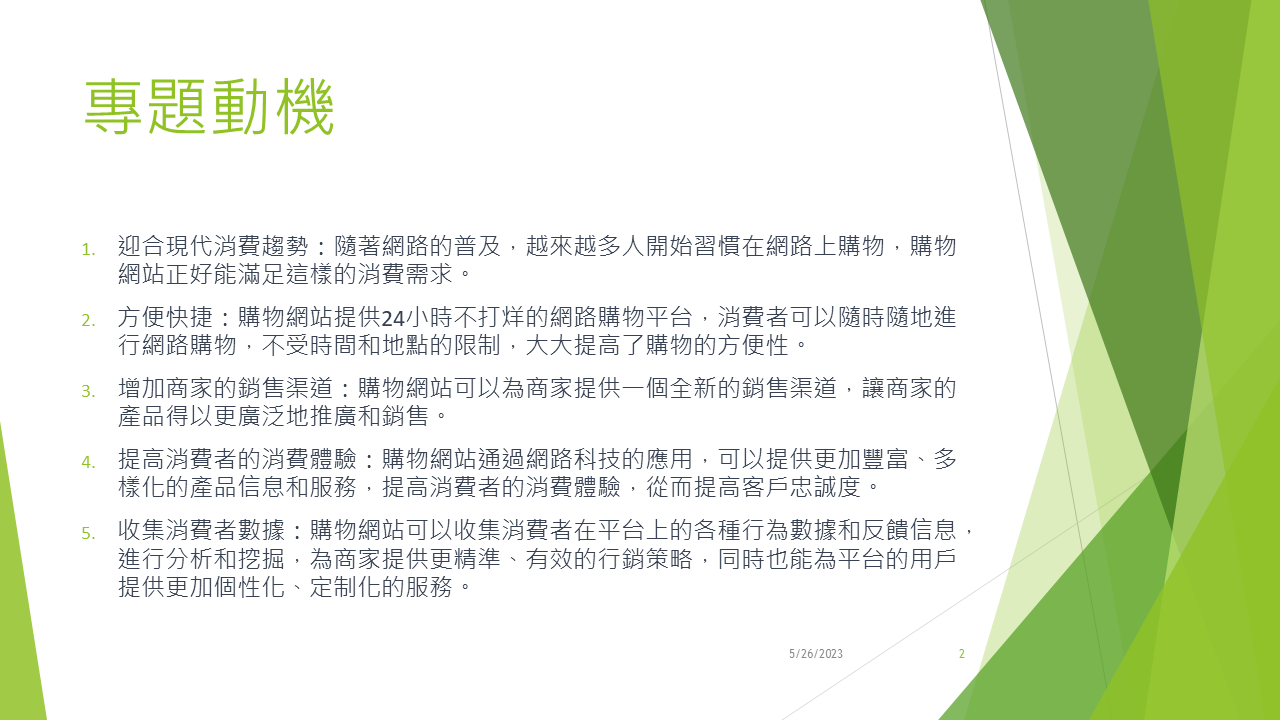 專題動機
1. 迎合現代消費趨勢：隨著網路的普及，越來越多人開始習慣在網路上購物，購物
網站正好能滿足這樣的消費需求。
2. 方便快捷：購物網站提供24小時不打烊的網路購物平台，消費者可以隨時隨地進
行網路購物，不受時間和地點的限制，大大提高了購物的方便性。
3. 增加商家的銷售渠道：購物網站可以為商家提供一個全新的銷售渠道，讓商家的
產品得以更廣泛地推廣和銷售。
4. 提高消費者的消費體驗：購物網站通過網路科技的應用，可以提供更加豐富、多
樣化的產品信息和服務，提高消費者的消費體驗，從而提高客戶忠誠度。
5. 收集消費者數據：購物網站可以收集消費者在平台上的各種行為數據和反饋信息，
進行分析和挖掘，為商家提供更精準、有效的行銷策略，同時也能為平台的用戶
提供更加個性化、定制化的服務。
5/26/2023
2